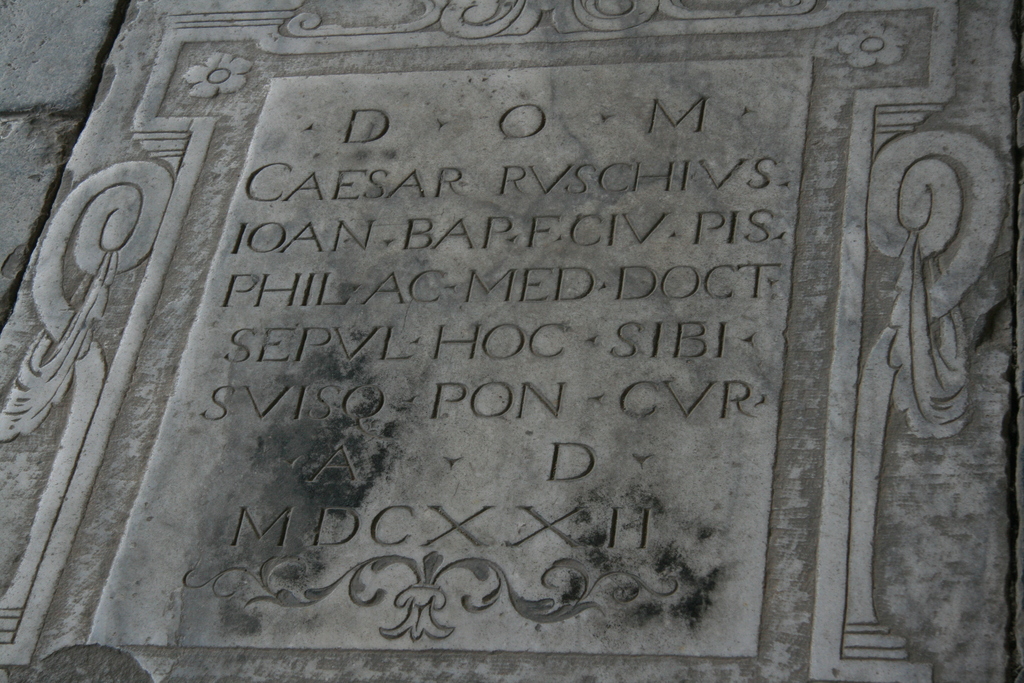 · D · O · M ·
CAESAR RVSCHIVS·
IOAN·BAP·F·CIV·PIS·
PHIL·AC·MED·DOCT·
SEPVL·HOC·SIBI·
SVISQ·PON·CVR·
· A · D ·
MDCXXII